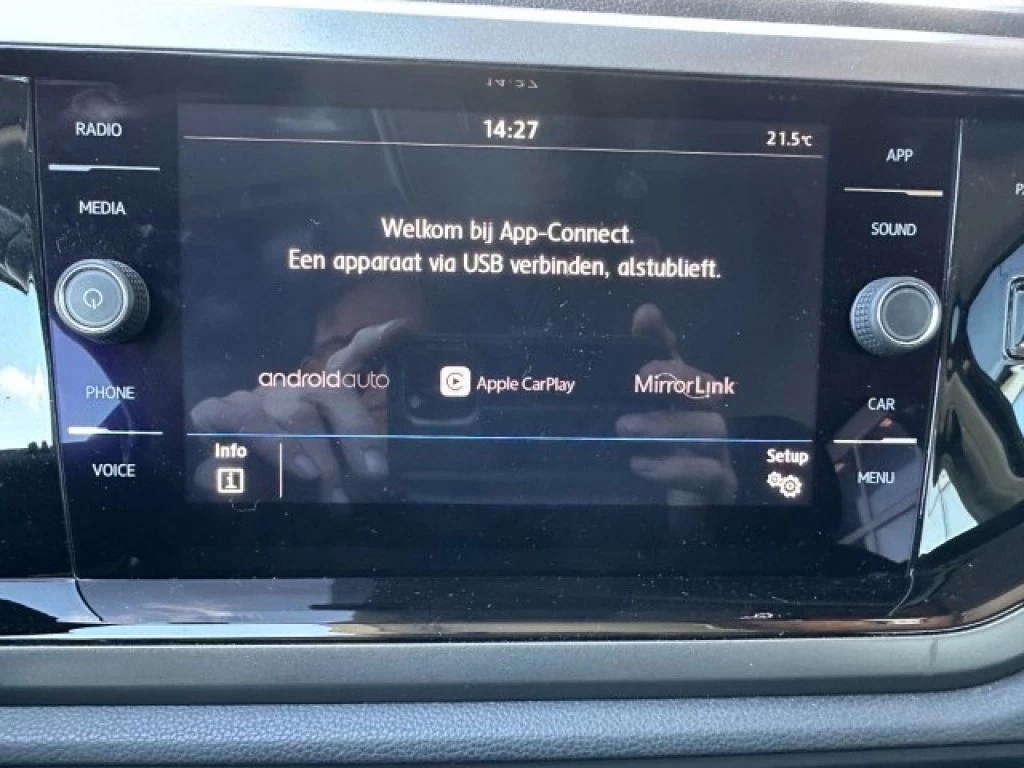 14:27
21.5°C
RADIO
MEDIA
PHONE
VOICE
Welkom bij App-Connect.
Een apparaat via USB verbinden, alstublieft.
androidauto
Apple CarPlay
MirrorLink
Info
Setup
APP
SOUND
CAR
MENU